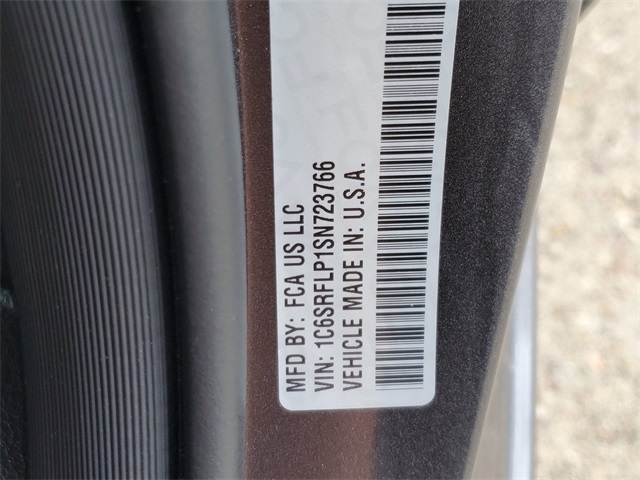 MFD BY: FCA US LLC
VIN: 1C6SRFLP1SN723766
VEHICLE MADE IN: U.S.A.